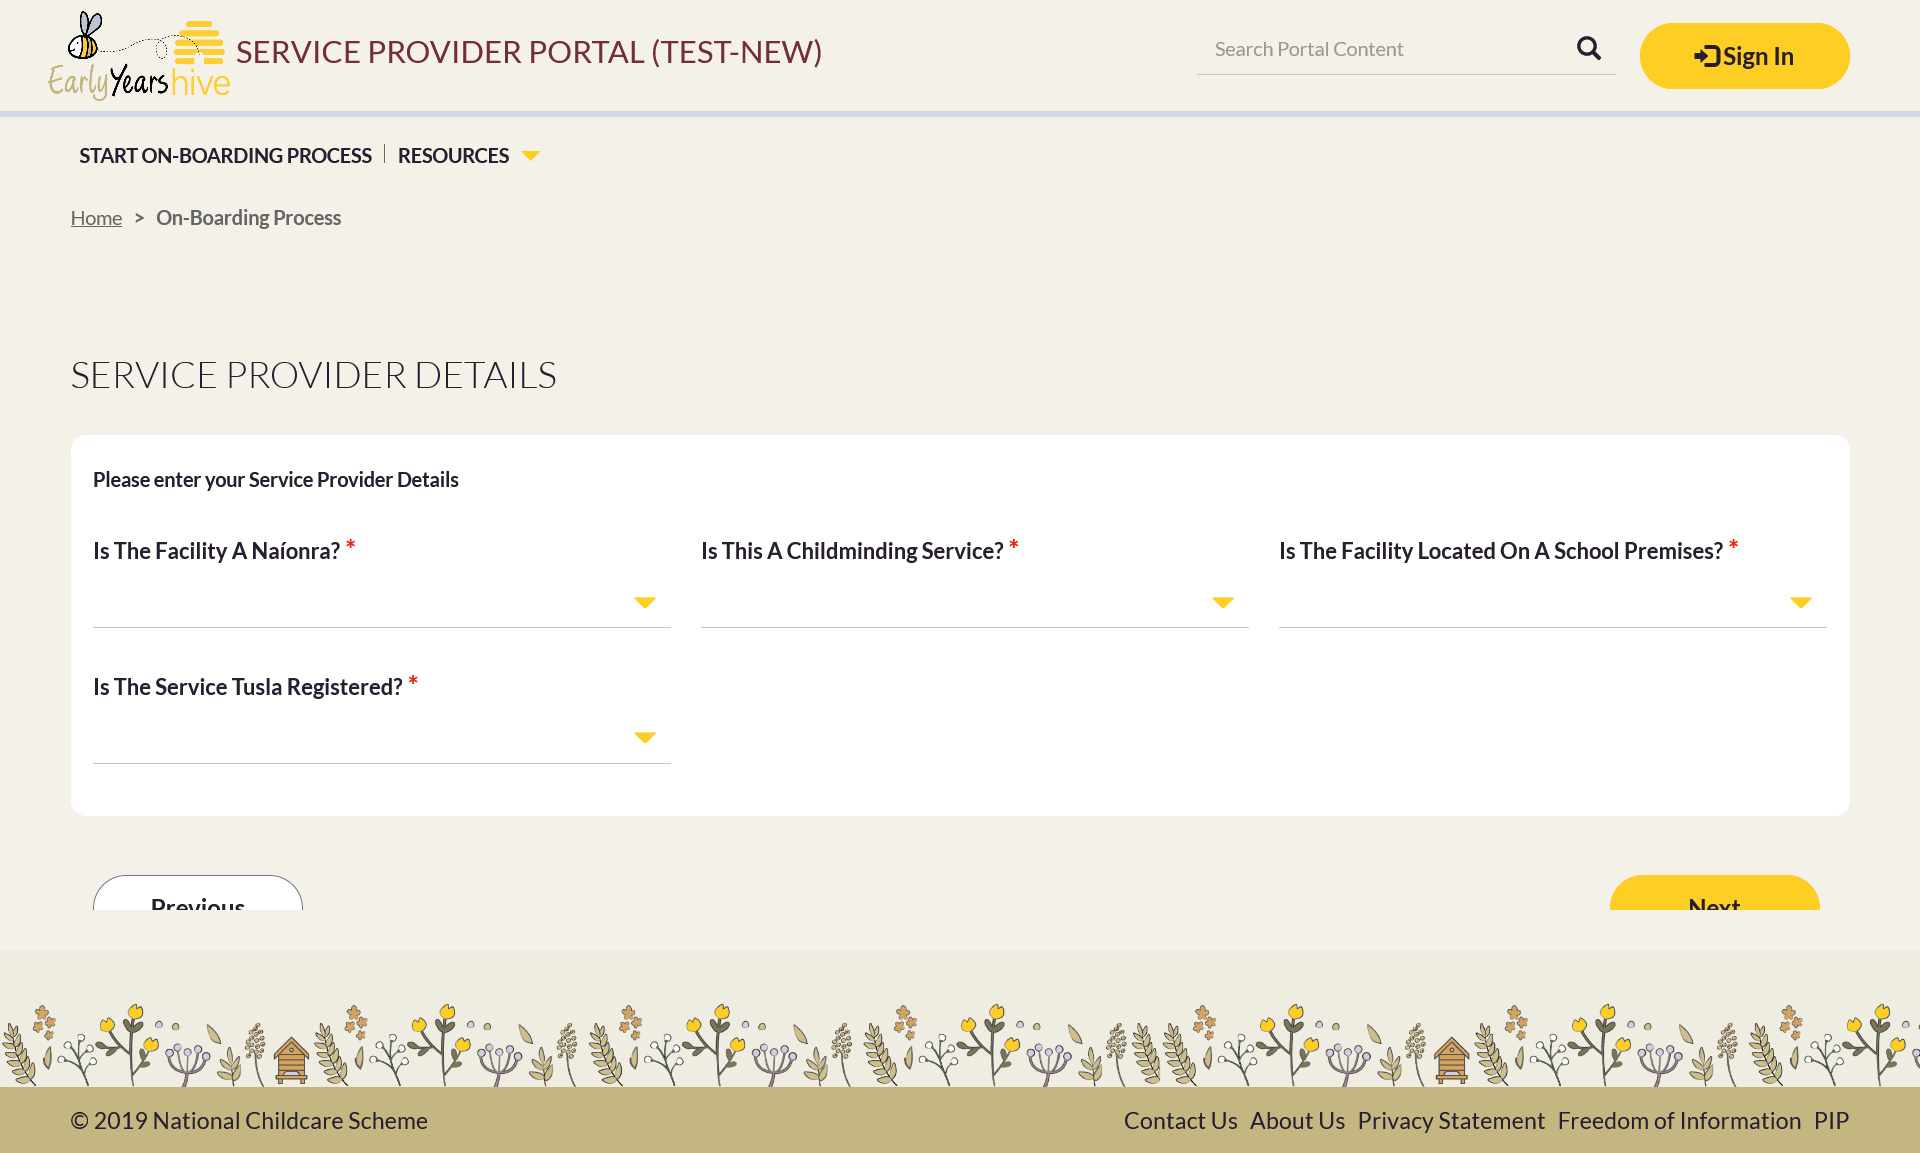 Early Years hive
SERVICE PROVIDER PORTAL (TEST-NEW)
Search Portal Content
Sign In
START ON-BOARDING PROCESS
RESOURCES
Home > On-Boarding Process
SERVICE PROVIDER DETAILS
Please enter your Service Provider Details
Is The Facility A Naíonra? *
Is This A Childminding Service? *
Is The Facility Located On A School Premises? *
Is The Service Tusla Registered? *
Previous
Next
© 2019 National Childcare Scheme
Contact Us About Us Privacy Statement Freedom of Information PIP